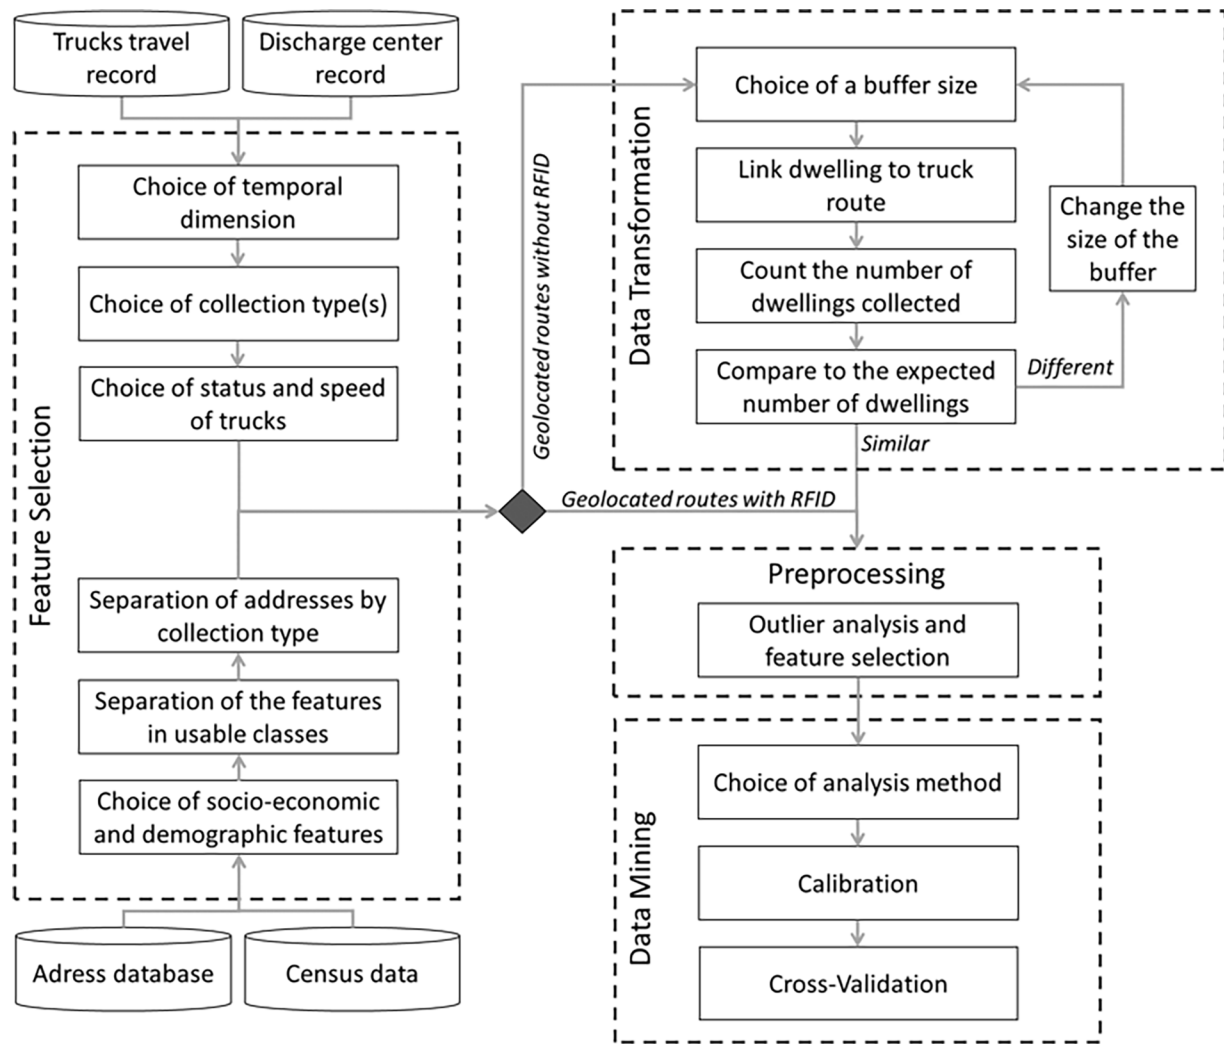 Trucks travel
record
Discharge center
record
Feature Selection
Choice of temporal
dimension
Choice of collection type(s)
Choice of status and speed
of trucks
Separation of addresses by
collection type
Separation of the features
in usable classes
Choice of socio-economic
and demographic features
Adress database
Census data
Geolocated routes without RFID
Geolocated routes with RFID
Data Transformation
Choice of a buffer size
Link dwelling to truck
route
Count the number of
dwellings collected
Compare to the expected
number of dwellings
Different
Change the
size of the
buffer
Similar
Preprocessing
Outlier analysis and
feature selection
Data Mining
Choice of analysis method
Calibration
Cross-Validation